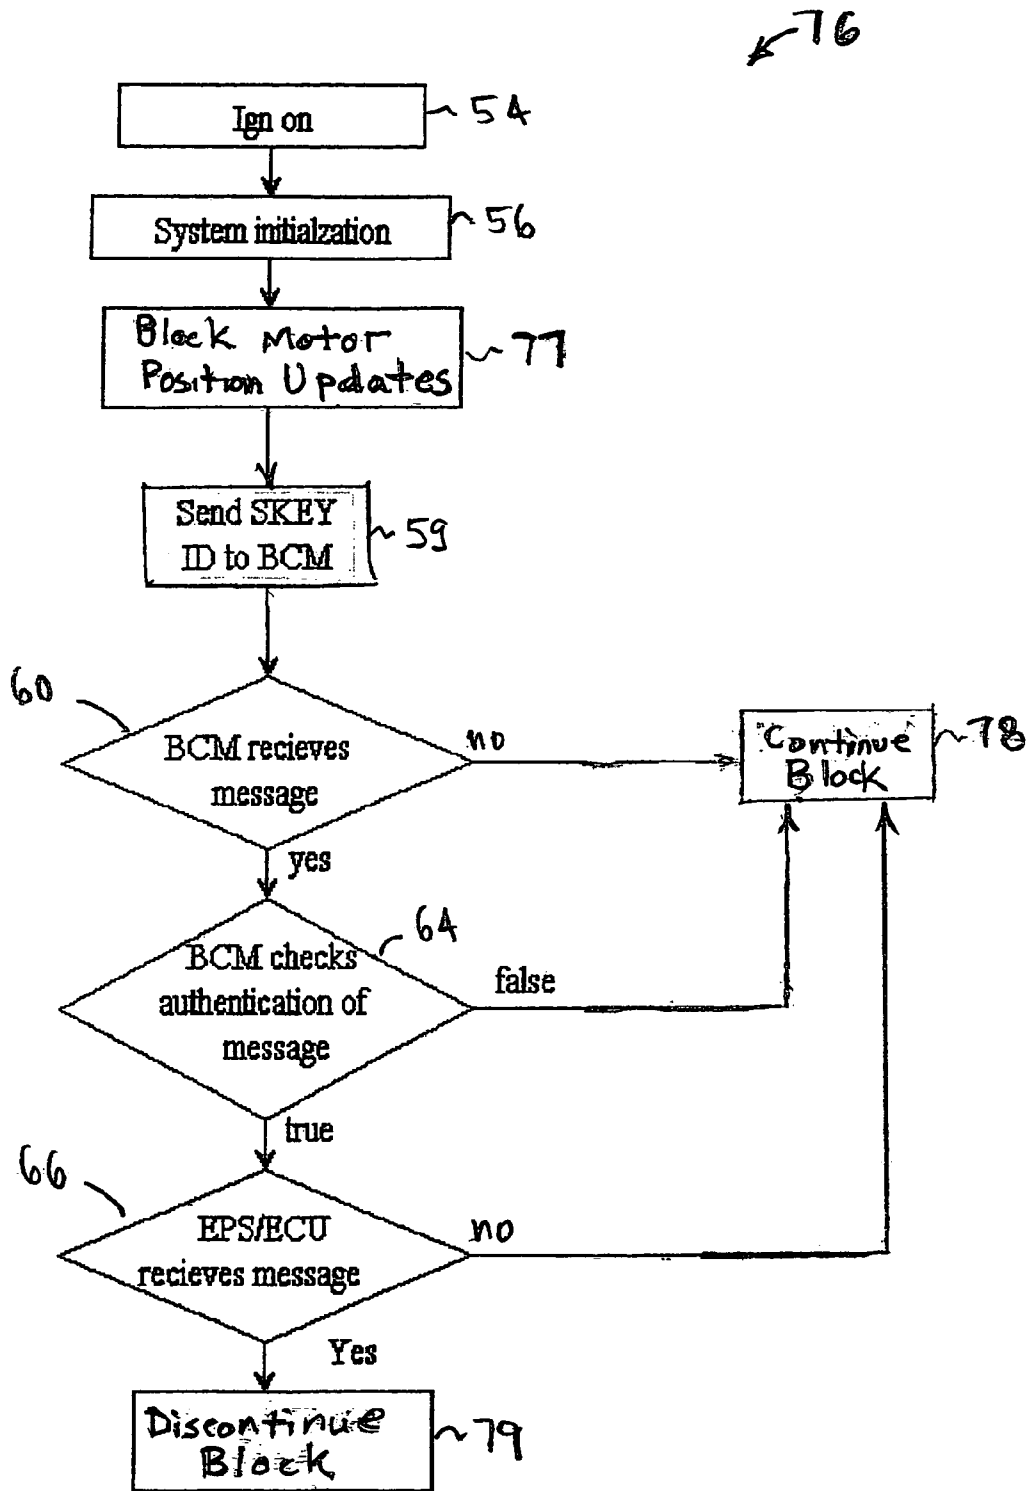 76
Ign on
54
System initialzation
56
Block Motor
Position Updates
77
Send SKEY
ID to BCM
59
60
BCM recieves
message
no
"Continue"
Block
78
yes
64
BCM checks
authentication of
message
false
true
66
EPS/ECU
recieves message
no
Yes
Discontinue
Block
79